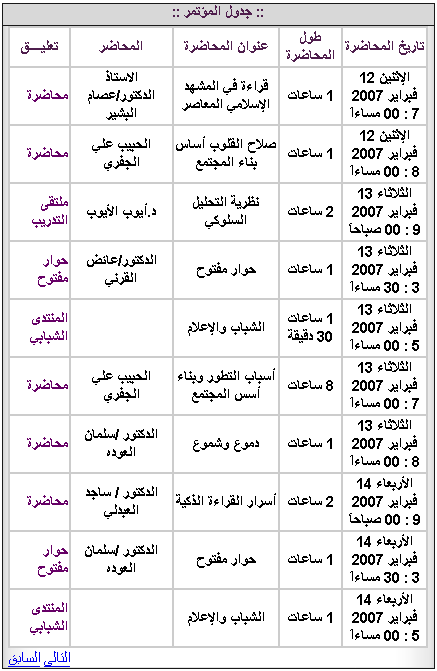 :: جدول المؤتمر ::
تاريخ المحاضرة	طول المحاضرة	عنوان المحاضرة	المحاضر	تعليـــق
الإثنين 12 فبراير 2007 7 : 00 مساءاً	1 ساعات	قراءة في المشهد الإسلامي المعاصر	الاستاذ الدكتور/عصام البشير	محاضرة
الإثنين 12 فبراير 2007 8 : 00 مساءاً	1 ساعات	صلاح القلوب أساس بناء المجتمع	الحبيب علي الجفري	محاضرة
الثلاثاء 13 فبراير 2007 9 : 00 صباحاً	2 ساعات	نظرية التحليل السلوكي	د.أيوب الأيوب	ملتقى التدريب
الثلاثاء 13 فبراير 2007 3 : 30 مساءاً	1 ساعات	حوار مفتوح	الدكتور/عائض القرني	حوار مفتوح
الثلاثاء 13 فبراير 2007 5 : 00 مساءاً	1 ساعات 30 دقيقة	الشباب والإعلام		المنتدى الشبابي
الثلاثاء 13 فبراير 2007 7 : 00 مساءاً	8 ساعات	أسباب التطور وبناء أسس المجتمع	الحبيب علي الجفري	محاضرة
الثلاثاء 13 فبراير 2007 8 : 00 مساءاً	1 ساعات	دموع وشموع	الدكتور /سلمان العوده	محاضرة
الأربعاء 14 فبراير 2007 9 : 00 صباحاً	2 ساعات	أسرار القراءة الذكية	الدكتور / ساجد العبدلي	محاضرة
الأربعاء 14 فبراير 2007 3 : 30 مساءاً	1 ساعات	حوار مفتوح	الدكتور /سلمان العوده	حوار مفتوح
الأربعاء 14 فبراير 2007 5 : 00 مساءاً	1 ساعات	الشباب والإعلام		المنتدى الشبابي
التالي السابق